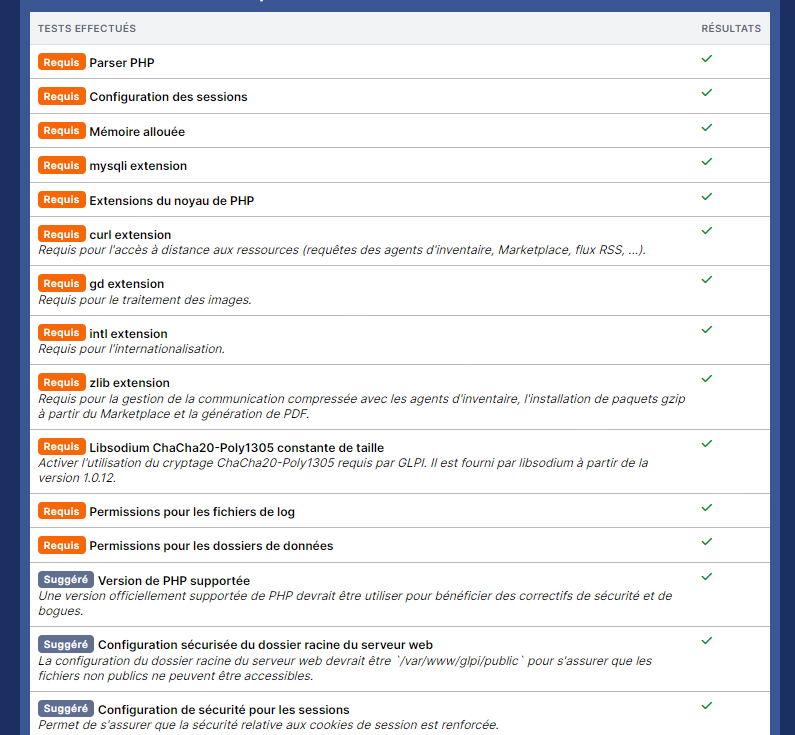 TESTS EFFECTUÉS RÉSULTATS
Requis Parser PHP
Requis Configuration des sessions
Requis Mémoire allouée
Requis mysqli extension
Requis Extensions du noyau de PHP
Requis curl extension
Requis pour l'accès à distance aux ressources (requêtes des agents d'inventaire, Marketplace, flux RSS, ...).
Requis gd extension
Requis pour le traitement des images.
Requis intl extension
Requis pour l'internationalisation.
Requis zlib extension
Requis pour la gestion de la communication compressée avec les agents d'inventaire, l'installation de paquets gzip
à partir du Marketplace et la génération de PDF.
Requis Libsodium ChaCha20-Poly1305 constante de taille
Activer l'utilisation du cryptage ChaCha20-Poly1305 requis par GLPI. Il est fourni par libsodium à partir de la
version 1.0.12.
Requis Permissions pour les fichiers de log
Requis Permissions pour les dossiers de données
Suggéré Version de PHP supportée
Une version officiellement supportée de PHP devrait être utiliser pour bénéficier des correctifs de sécurité et de
bogues.
Suggéré Configuration sécurisée du dossier racine du serveur web
La configuration du dossier racine du serveur web devrait être `/var/www/glpi/public` pour s'assurer que les
fichiers non publics ne peuvent être accessibles.
Suggéré Configuration de sécurité pour les sessions
Permet de s'assurer que la sécurité relative aux cookies de session est renforcée.